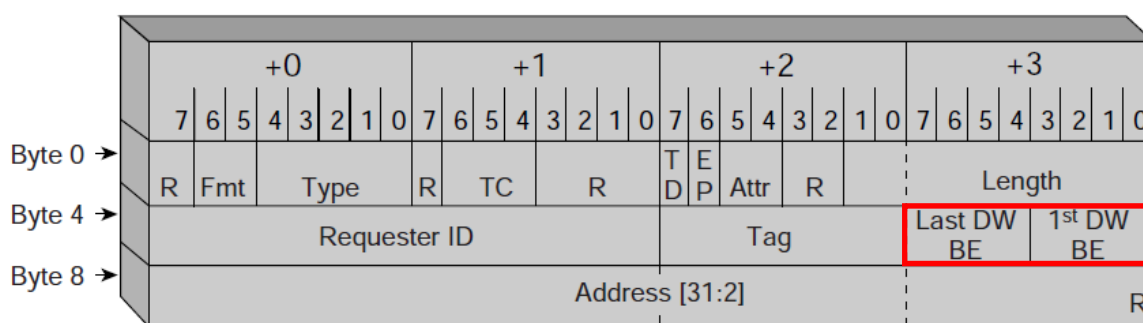 +0 +1 +2 +3
7 6 5 4 3 2 1 0 7 6 5 4 3 2 1 0 7 6 5 4 3 2 1 0 7 6 5 4 3 2 1 0
Byte 0 R Fmt Type R TC R TD EP Attr R Length
Byte 4 Requester ID Tag Last DW BE 1st DW BE
Byte 8 Address [31:2] R